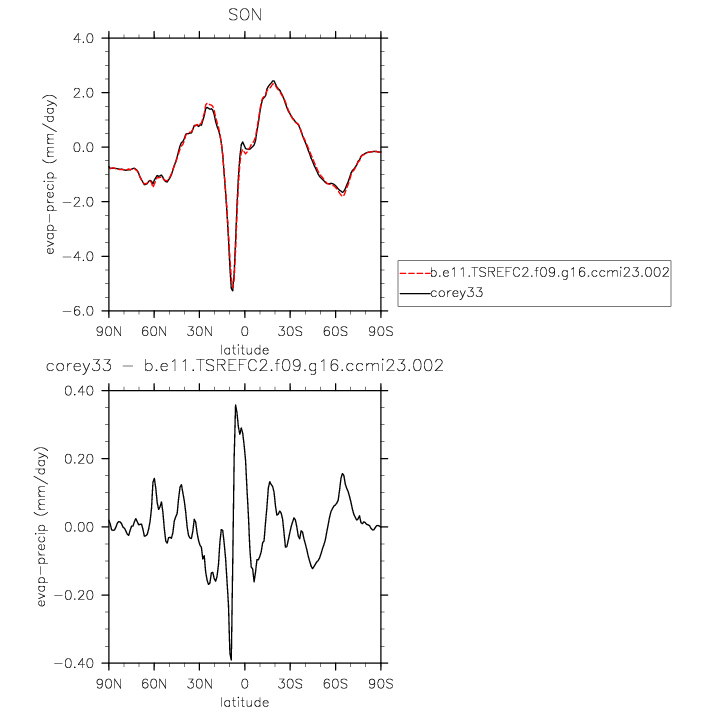 SON
4.0
2.0
0.0
−2.0
−4.0
−6.0
evap-precip (mm/day)
90N 60N 30N 0 30S 60S 90S
latitude
b.e11.TSREFC2.f09.g16.ccmi23.002
corey33
corey33 − b.e11.TSREFC2.f09.g16.ccmi23.002
0.40
0.20
0.00
−0.20
−0.40
evap-precip (mm/day)
90N 60N 30N 0 30S 60S 90S
latitude